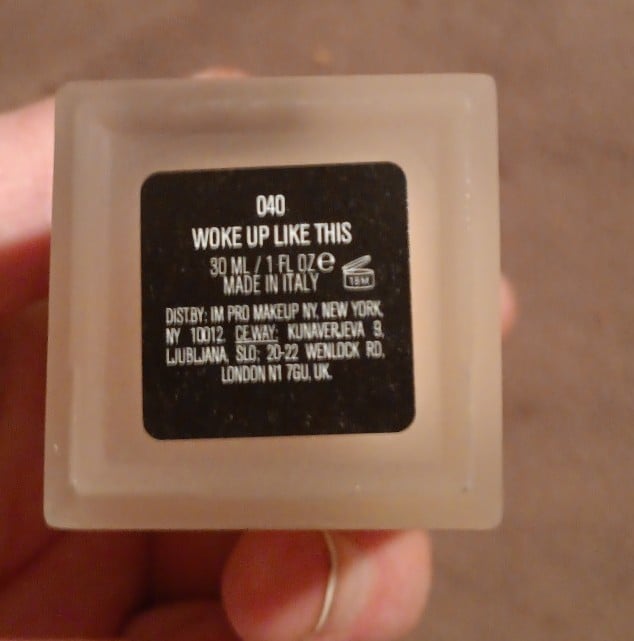 040
WOKE UP LIKE THIS
30 ML / 1 FL OZ ℮
18M
MADE IN ITALY
DIST.BY: IM PRO MAKEUP NY, NEW YORK,
NY 10012. CE WAY: KUNAVERJEVA 9,
LJUBLJANA, SLO; 20-22 WENLOCK RD,
LONDON N1 7GU, UK.